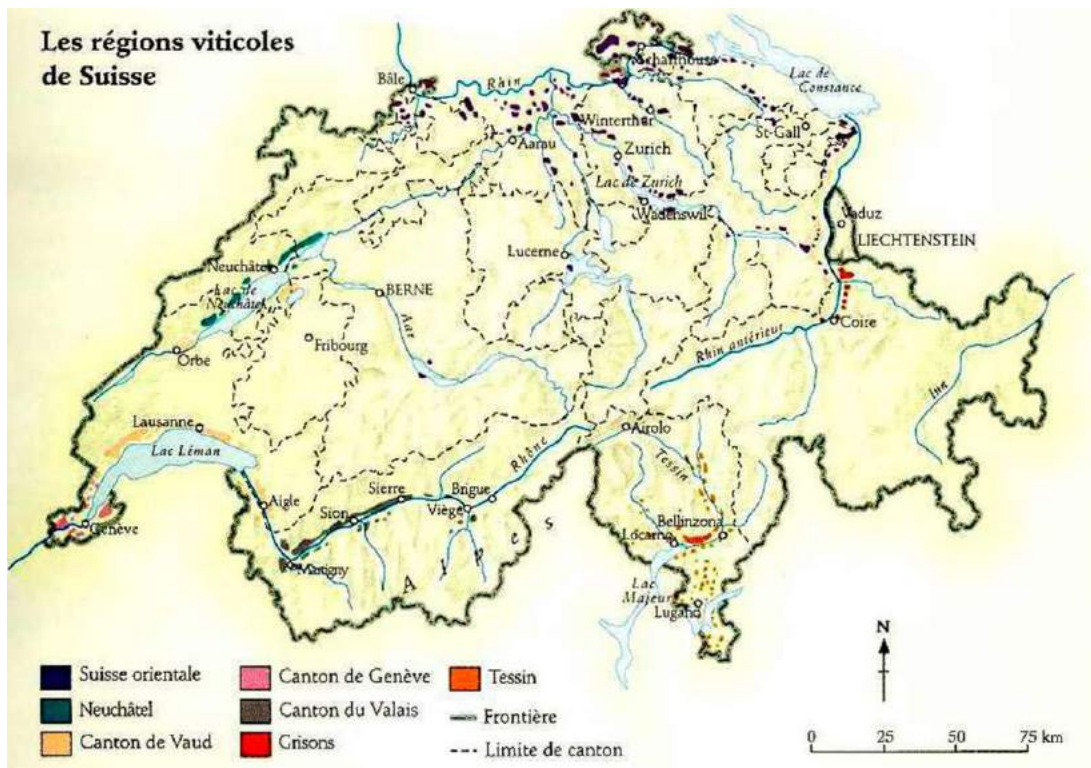 Les régions viticoles
de Suisse
Bâle
Rhin
Schaffhouse
Lac de
Constance
Winterthur
St-Gall
Aarau
Zurich
Lac de Zurich
Wadenswil
Vaduz
LIECHTENSTEIN
Lucerne
Neuchâtel
Lac de
Neuchâtel
BERNE
Aar
Coire
Rhin antérieur
Fribourg
Orbe
Inn
Lausanne
Lac Léman
Airolo
Rhône
Tessin
Aigle
Sierre
Brigue
Sion
Viège
Genève
Bellinzona
Locarno
Martigny
Alpes
Lac
Majeur
Lugano
N
Suisse orientale
Canton de Genève
Tessin
Neuchâtel
Canton du Valais
Frontière
Canton de Vaud
Grisons
Limite de canton
0 25 50 75 km